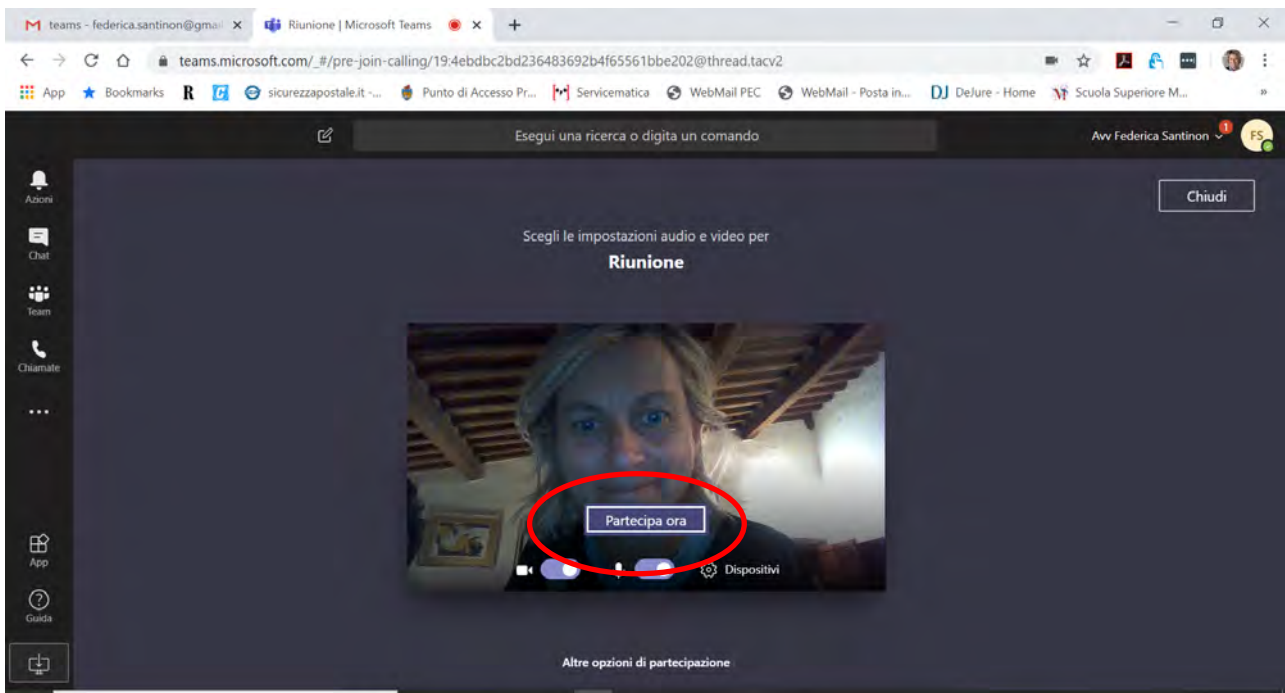 teams - federica.santinon@gmai
Riunione | Microsoft Teams
teams.microsoft.com/_#/pre-join-calling/19:4ebdbc2bd236483692b4f65561bbe202@thread.tacv2
App Bookmarks R sicurezzapostale.it -... Punto di Accesso Pr... Servicematica WebMail PEC WebMail - Posta in... DJ DeJure - Home Scuola Superiore M... »
Esegui una ricerca o digita un comando
Avv Federica Santinon 1 FS
Azioni
Chat
Team
Chiamate
App
Guida
Chiudi
Scegli le impostazioni audio e video per
Riunione
Partecipa ora
Dispositivi
Altre opzioni di partecipazione